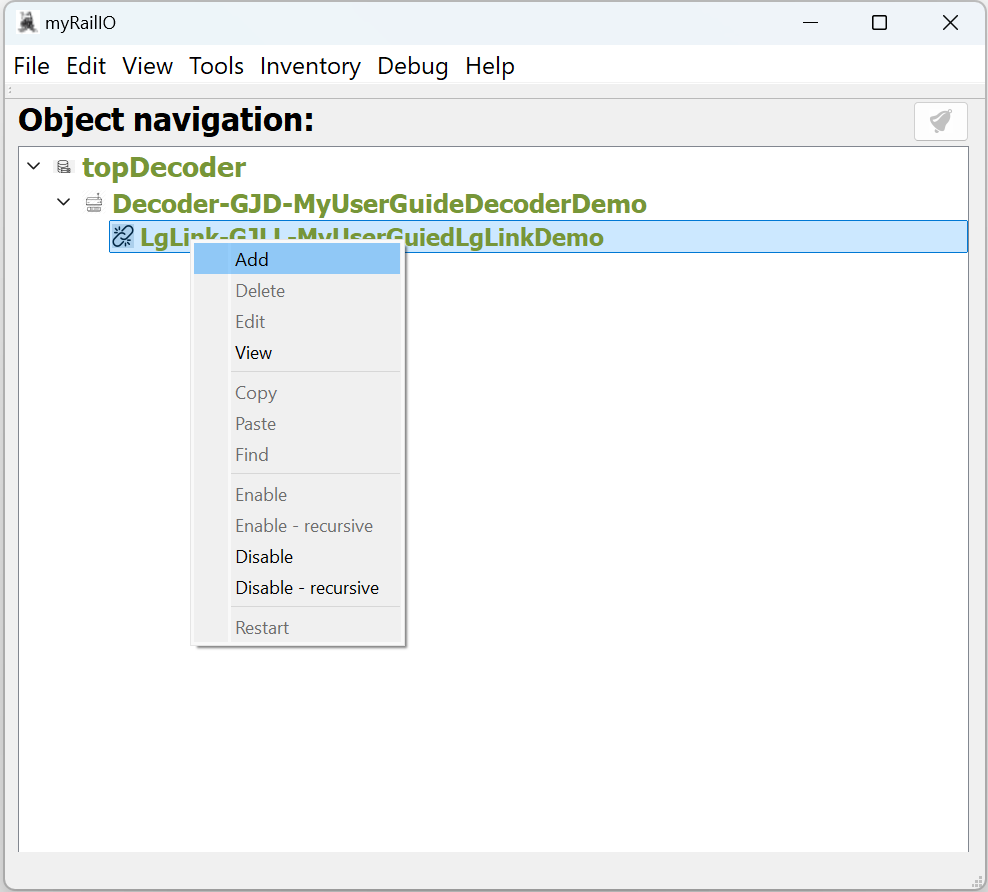 myRailIO
File Edit View Tools Inventory Debug Help
Object navigation:
topDecoder
Decoder-GJD-MyUserGuideDecoderDemo
LgLink-GJLL-MyUserGuiedLgLinkDemo
Add
Delete
Edit
View
Copy
Paste
Find
Enable
Enable - recursive
Disable
Disable - recursive
Restart